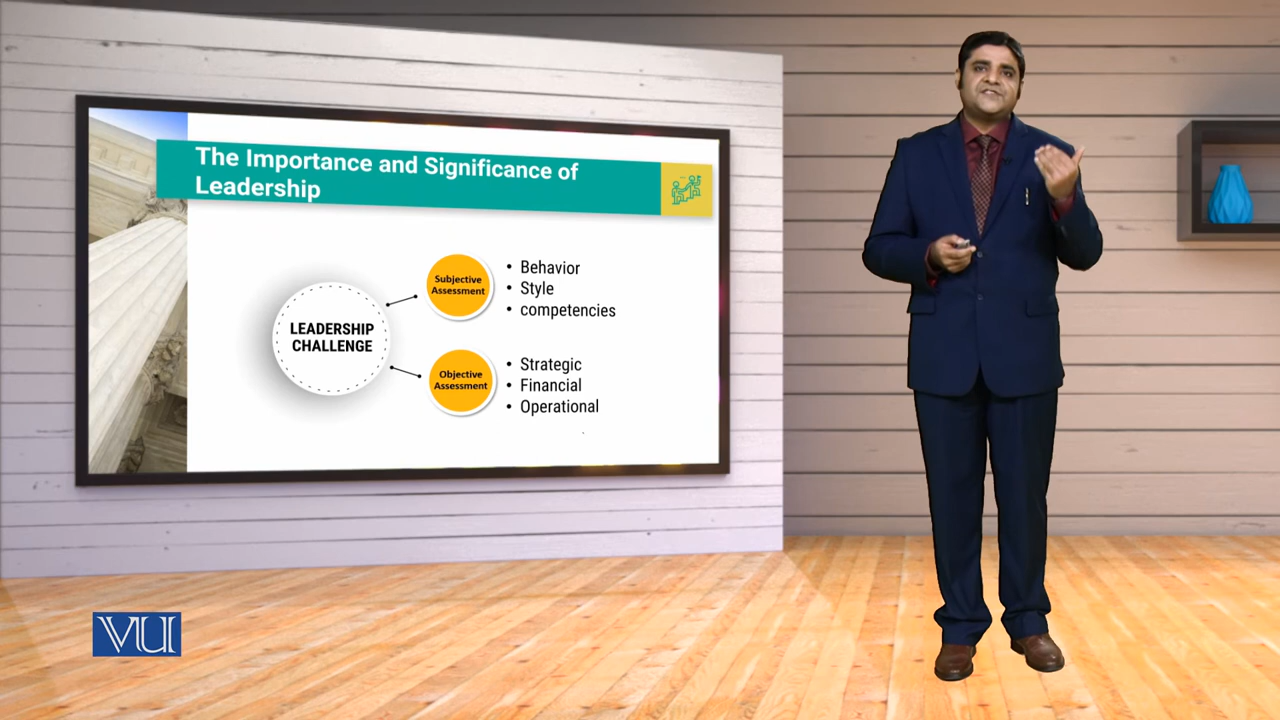 The Importance and Significance of
Leadership
LEADERSHIP
CHALLENGE
Subjective
Assessment
• Behavior
• Style
• competencies
Objective
Assessment
• Strategic
• Financial
• Operational
VU